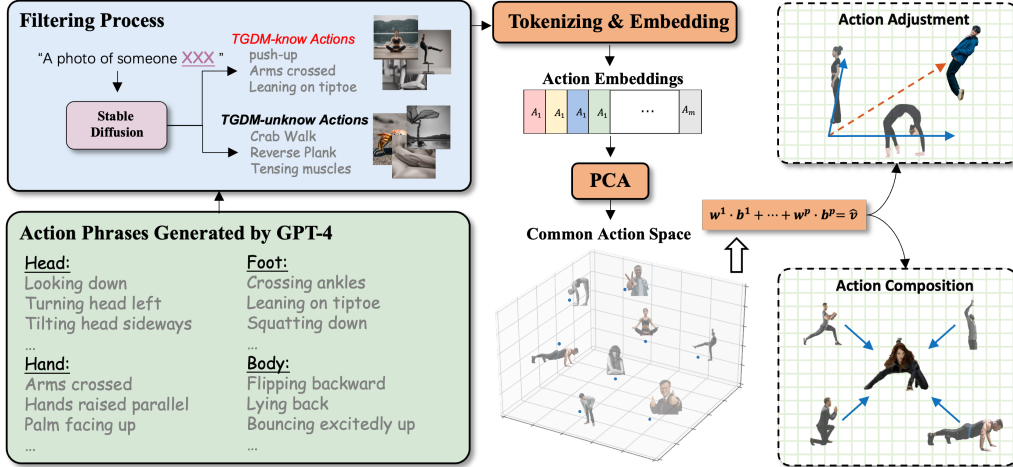 Filtering Process
“A photo of someone XXX ”
Stable
Diffusion
TGDM-know Actions
push-up
Arms crossed
Leaning on tiptoe
TGDM-unknow Actions
Crab Walk
Reverse Plank
Tensing muscles
Action Phrases Generated by GPT-4
Head:
Looking down
Turning head left
Tilting head sideways
...
Foot:
Crossing ankles
Leaning on tiptoe
Squatting down
...
Hand:
Arms crossed
Hands raised parallel
Palm facing up
...
Body:
Flipping backward
Lying back
Bouncing excitedly up
...
Tokenizing & Embedding
Action Embeddings
A₁ A₁ A₁ A₁ ... Aₘ
PCA
Common Action Space
w¹ · b¹ + ··· + wᵖ · bᵖ = v̂
Action Adjustment
Action Composition